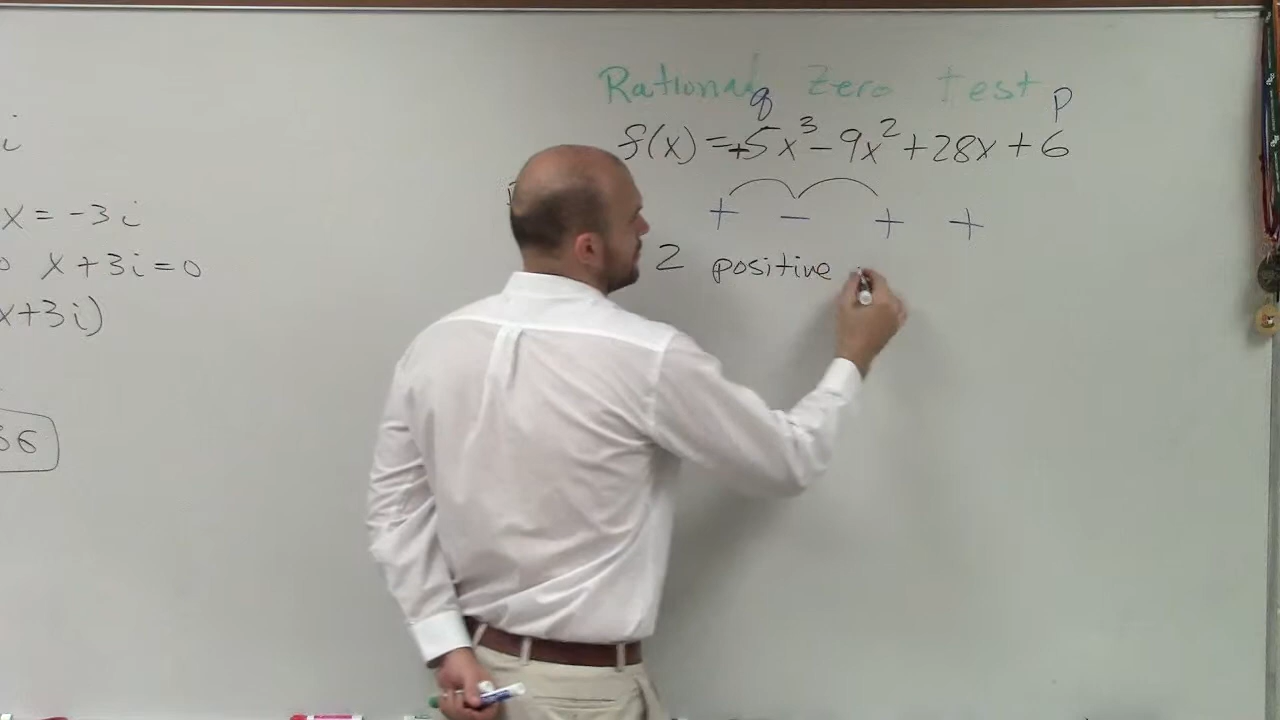 i
x = -3i
x+3i=0
x+3i)
36
Rational Zero test
q p
f(x) = +5x³-9x²+28x+6
+ - + +
2 positive